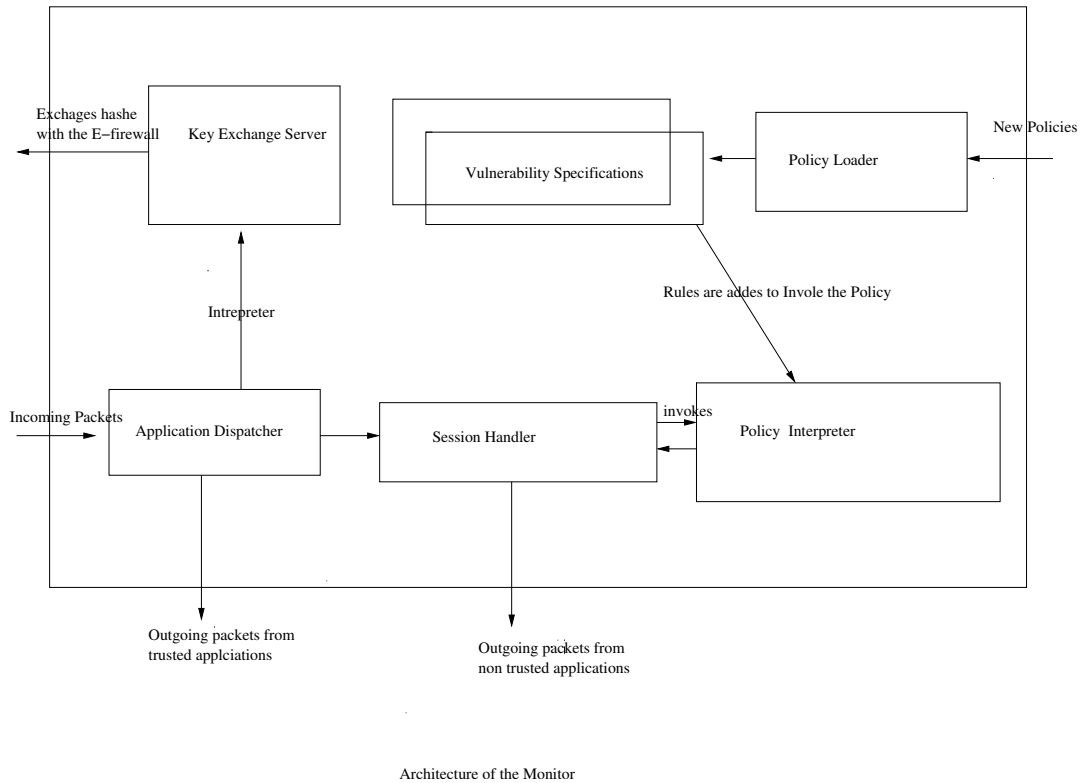 Exchages hashe
with the E−firewall
Key Exchange Server
Vulnerability Specifications
Policy Loader
New Policies
Intrepreter
Rules are addes to Invole the Policy
Incoming Packets
Application Dispatcher
Session Handler
invokes
Policy Interpreter
Outgoing packets from
trusted applciations
Outgoing packets from
non trusted applications
Architecture of the Monitor